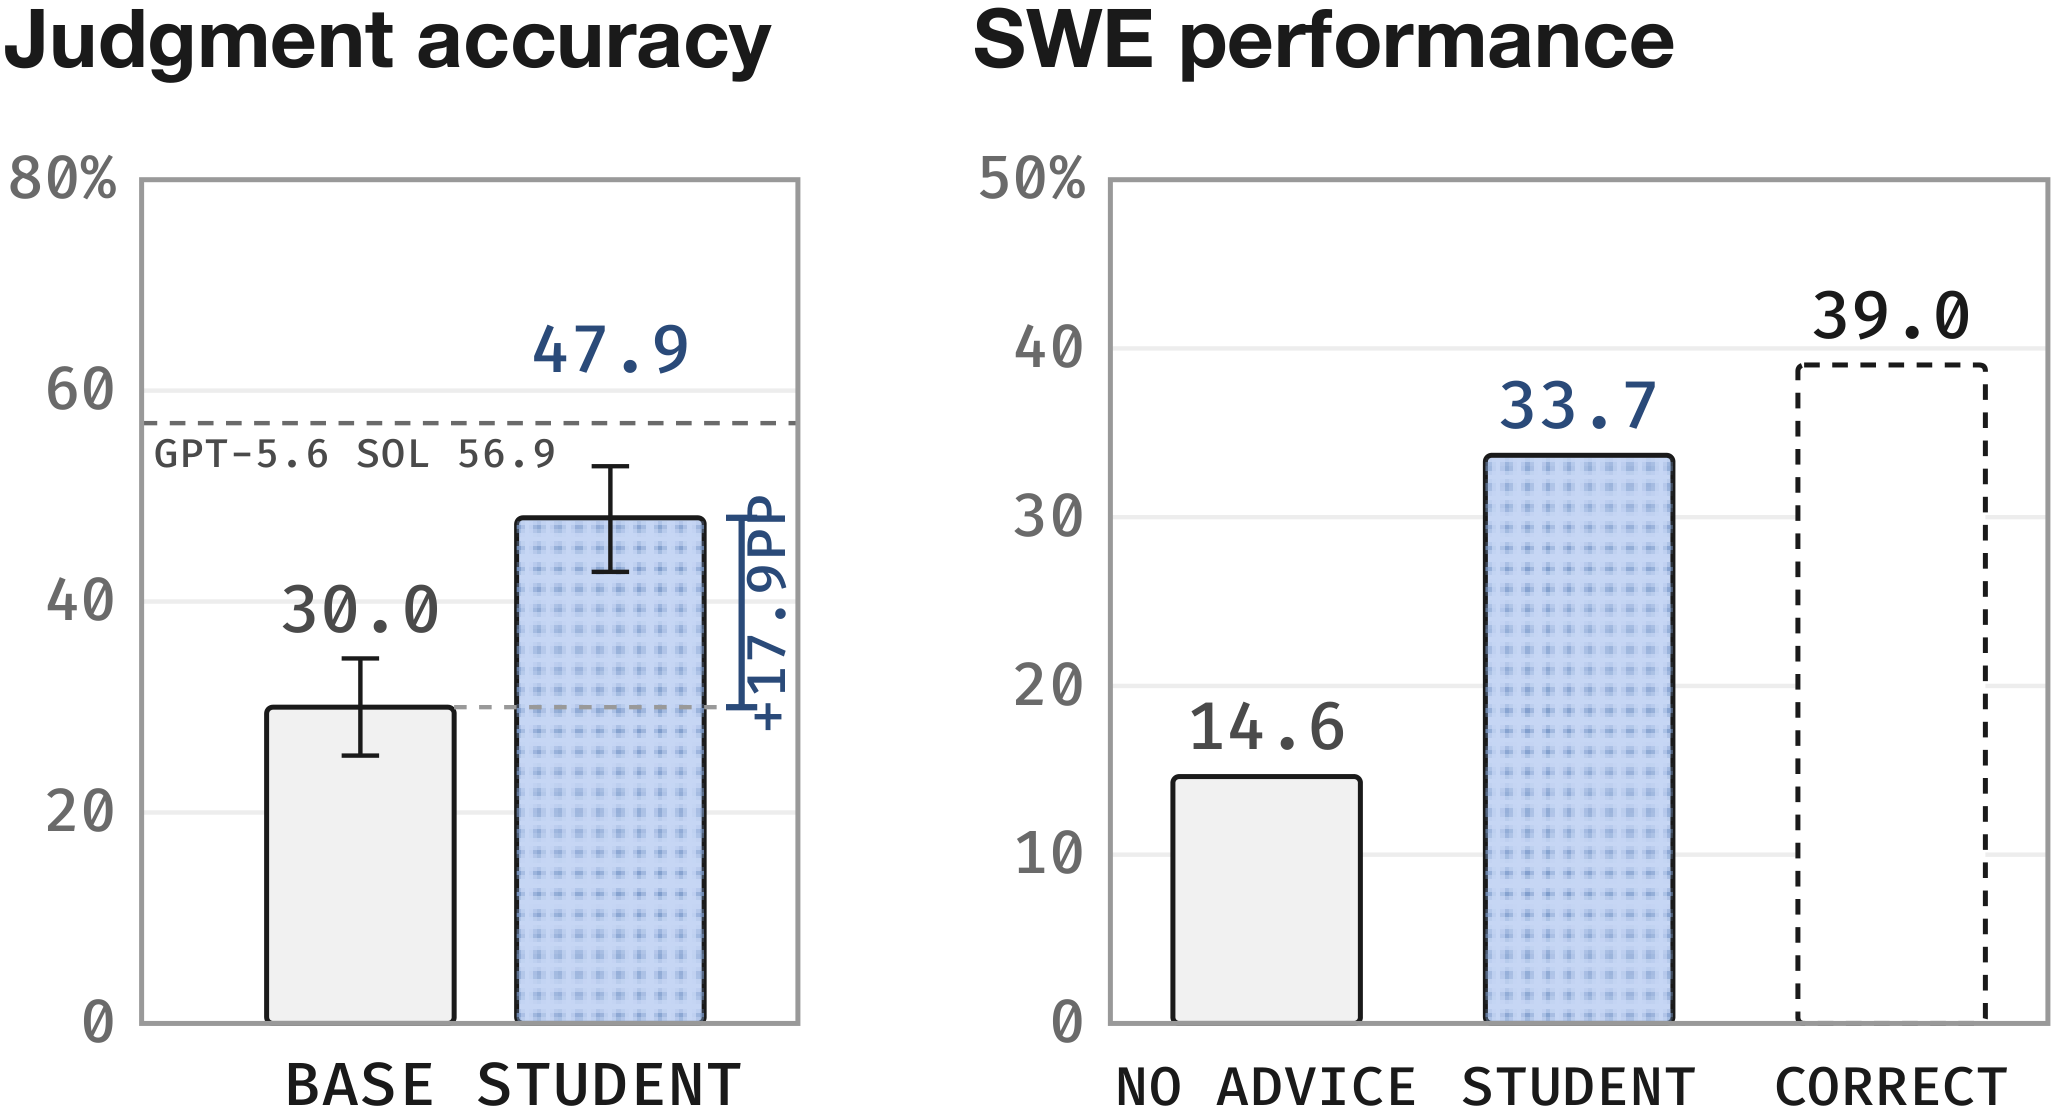 Judgment accuracy
80%
60
40
20
0
GPT-5.6 SOL 56.9
30.0
47.9
+17.9PP
BASE
STUDENT
SWE performance
50%
40
30
20
10
0
14.6
33.7
39.0
NO ADVICE
STUDENT
CORRECT